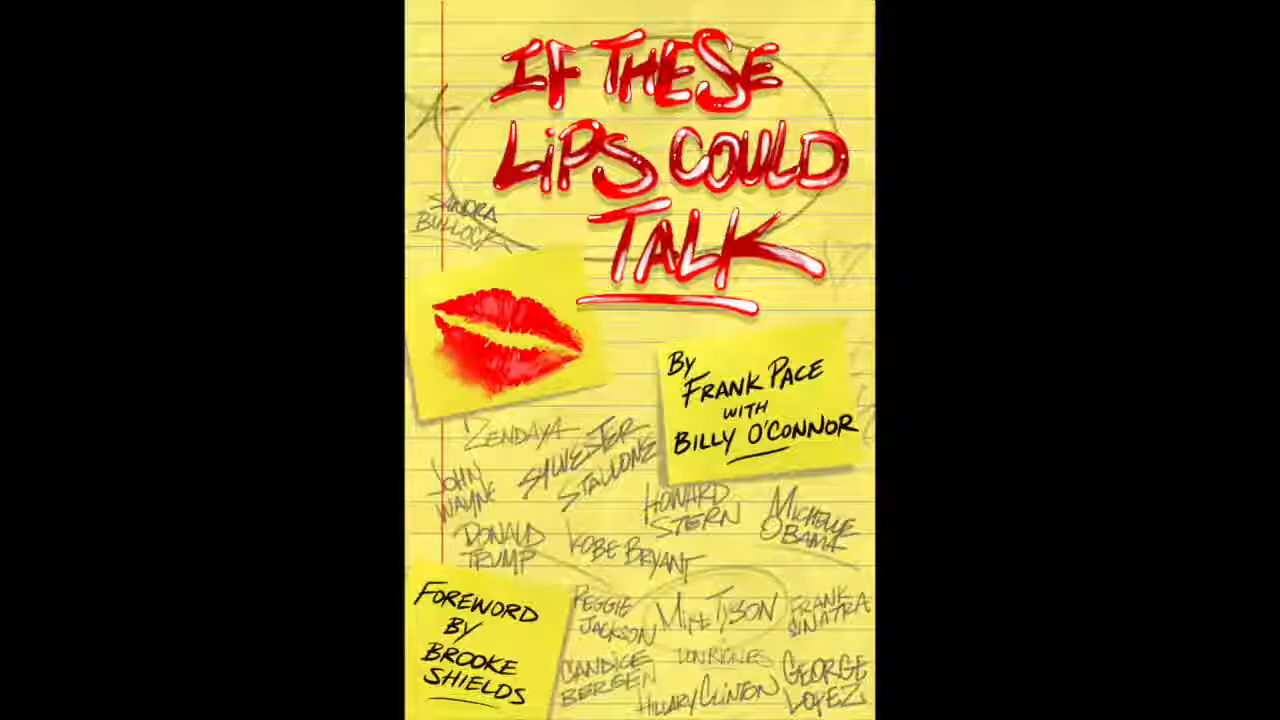 IF THESE
LiPS COULD
TALK
SANDRA
BULLOCK
BY
FRANK PACE
WITH
BILLY O'CONNOR
ZENDAYA
SYLVESTER
STALLONE
JOHN
WAYNE
HOWARD
STERN
MICHELLE
OBAMA
DONALD
TRUMP
KOBE BRYANT
FOREWORD
BY
BROOKE
SHIELDS
REGGIE
JACKSON
MIKE TYSON
FRANK
SINATRA
CANDICE
BERGEN
HILLARY CLINTON
GEORGE
LOPEZ